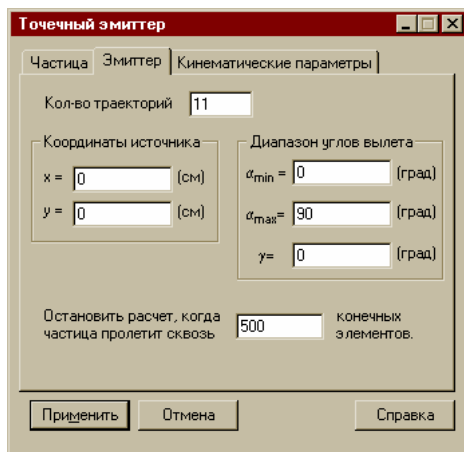 Точечный эмиттер
Частица Эмиттер Кинематические параметры
Кол-во траекторий 11
Координаты источника
x = 0 (см)
y = 0 (см)
Диапазон углов вылета
αmin = 0 (град)
αmax= 90 (град)
γ= 0 (град)
Остановить расчет, когда
частица пролетит сквозь 500 конечных
элементов.
Применить Отмена Справка